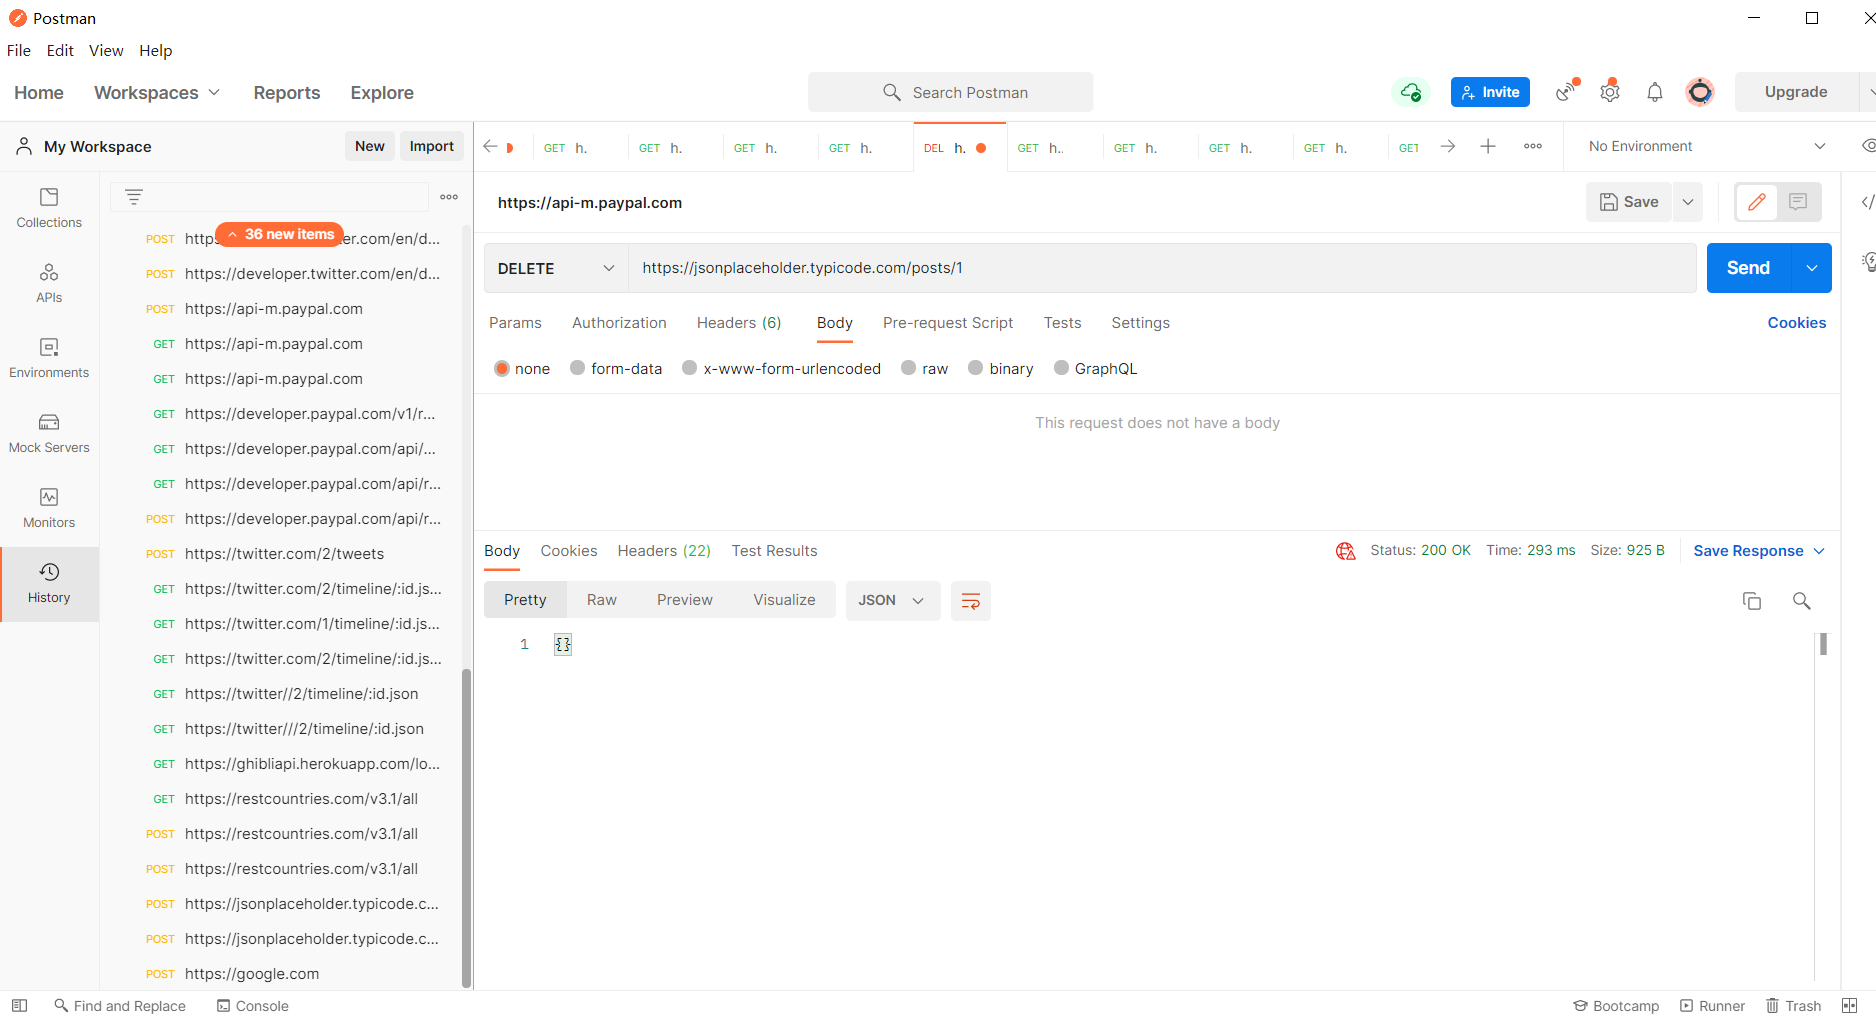 Postman
File Edit View Help
Home Workspaces Reports Explore Search Postman Invite Upgrade
My Workspace New Import
GET h. GET h. GET h. GET h. DEL h. GET h.. GET h. GET h. GET h. GET No Environment
Collections
APIs
Environments
Mock Servers
Monitors
History
36 new items
POST
POST https://developer.twitter.com/en/d...
POST https://api-m.paypal.com
GET https://api-m.paypal.com
GET https://api-m.paypal.com
GET https://developer.paypal.com/v1/r...
GET https://developer.paypal.com/api/...
GET https://developer.paypal.com/api/r...
POST https://developer.paypal.com/api/r...
POST https://twitter.com/2/tweets
GET https://twitter.com/2/timeline/:id.js...
GET https://twitter.com/1/timeline/:id.js...
GET https://twitter.com/2/timeline/:id.js...
GET https://twitter//2/timeline/:id.json
GET https://twitter///2/timeline/:id.json
GET https://ghibliapi.herokuapp.com/lo...
GET https://restcountries.com/v3.1/all
POST https://restcountries.com/v3.1/all
POST https://restcountries.com/v3.1/all
POST https://jsonplaceholder.typicode.c...
POST https://jsonplaceholder.typicode.c...
POST https://google.com
https://api-m.paypal.com Save
DELETE https://jsonplaceholder.typicode.com/posts/1 Send
Params Authorization Headers (6) Body Pre-request Script Tests Settings Cookies
none form-data x-www-form-urlencoded raw binary GraphQL
This request does not have a body
Body Cookies Headers (22) Test Results Status: 200 OK Time: 293 ms Size: 925 B Save Response
Pretty Raw Preview Visualize JSON
1 {}
Find and Replace Console Bootcamp Runner Trash